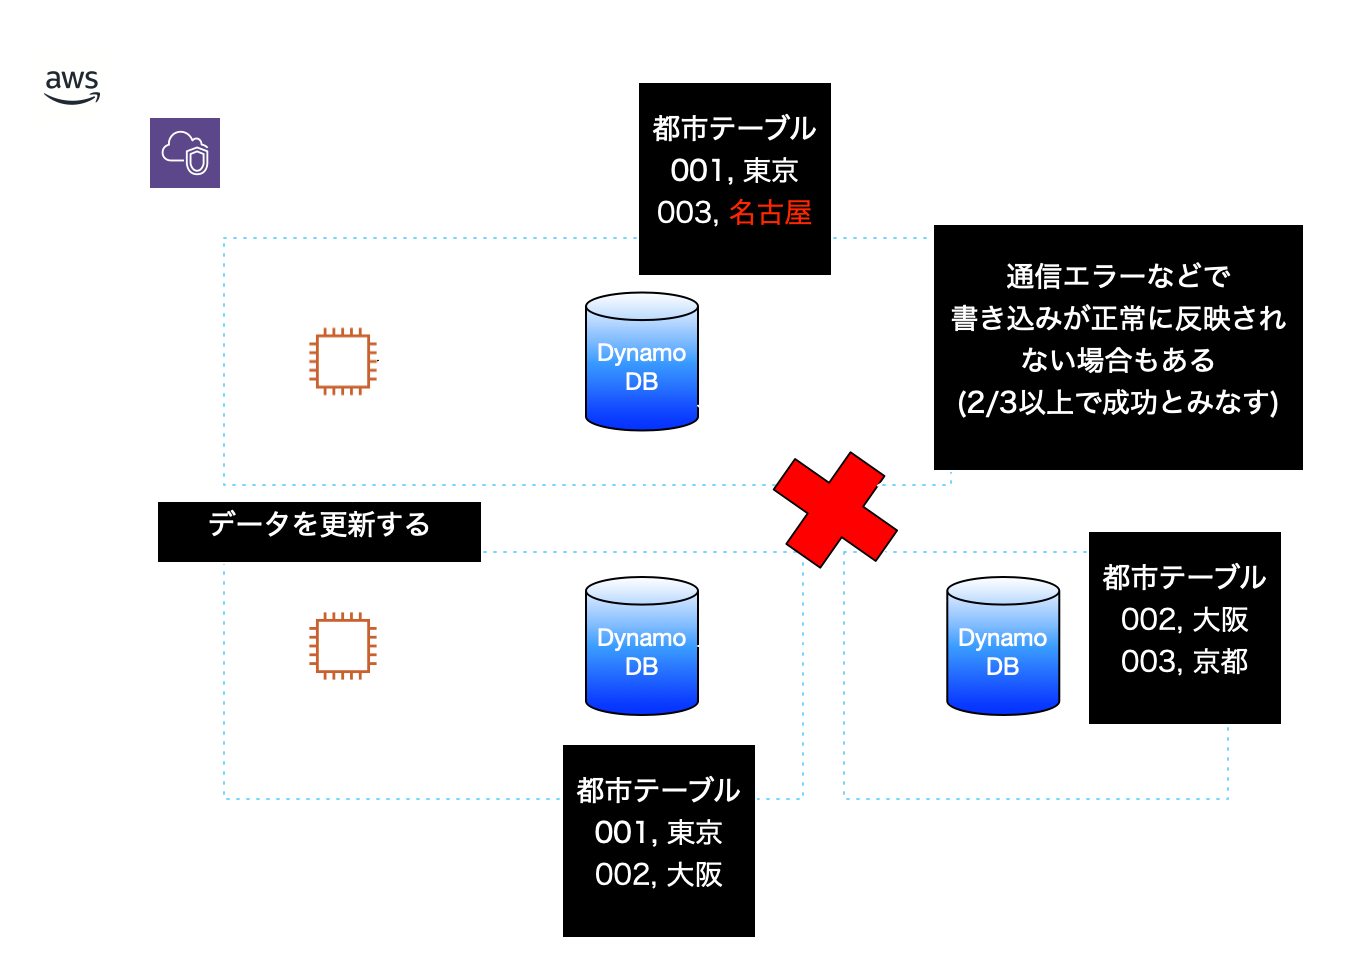 aws
都市テーブル
001, 東京
003, 名古屋
通信エラーなどで
書き込みが正常に反映され
ない場合もある
(2/3以上で成功とみなす)
Dynamo
DB
データを更新する
Dynamo
DB
Dynamo
DB
都市テーブル
002, 大阪
003, 京都
都市テーブル
001, 東京
002, 大阪